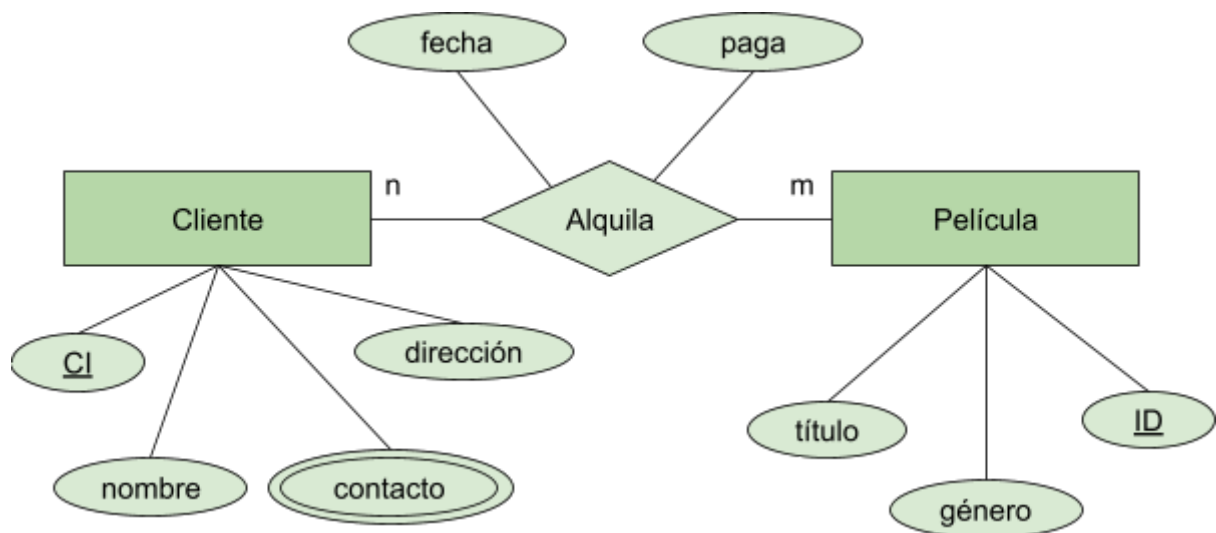 fecha
paga
n
m
Cliente
Alquila
Película
CI
dirección
título
ID
nombre
contacto
género